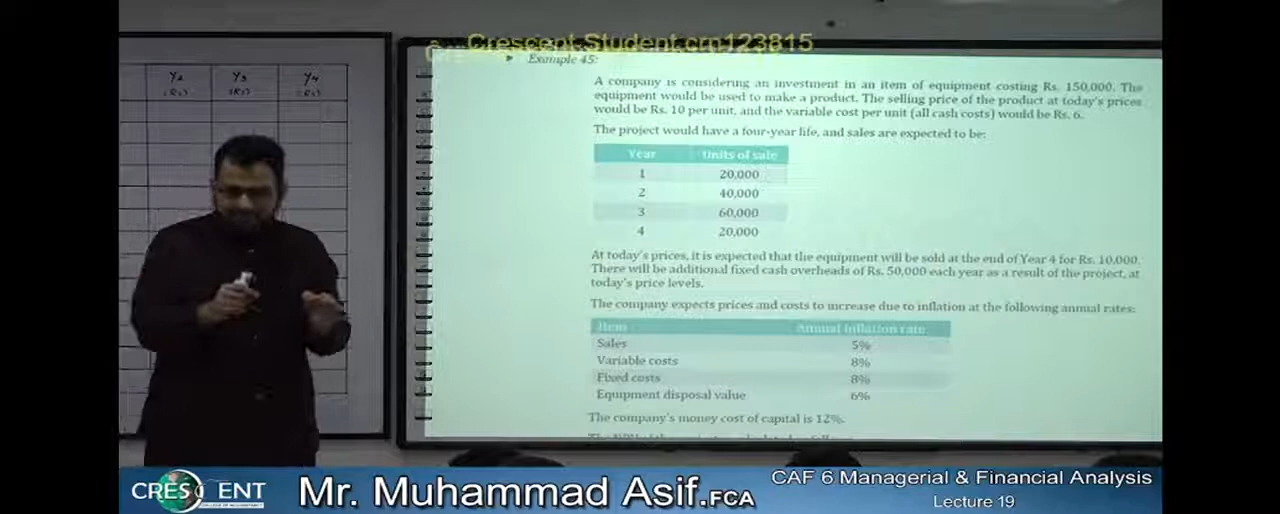 Crescent Student crn123815
Y2 Y3 Y4
(Rs) (Rs) (Rs)
Example 45:
A company is considering an investment in an item of equipment costing Rs. 150,000. The
equipment would be used to make a product. The selling price of the product at today's prices
would be Rs. 10 per unit, and the variable cost per unit (all cash costs) would be Rs. 6.
The project would have a four-year life, and sales are expected to be:
Year Units of sale
1 20,000
2 40,000
3 60,000
4 20,000
At today's prices, it is expected that the equipment will be sold at the end of Year 4 for Rs. 10,000.
There will be additional fixed cash overheads of Rs. 50,000 each year as a result of the project, at
today's price levels.
The company expects prices and costs to increase due to inflation at the following annual rates:
Item Annual inflation rate
Sales 5%
Variable costs 8%
Fixed costs 8%
Equipment disposal value 6%
The company's money cost of capital is 12%.
CRESCENT
COLLEGE OF ACCOUNTANCY
Mr. Muhammad Asif.FCA
CAF 6 Managerial & Financial Analysis
Lecture 19